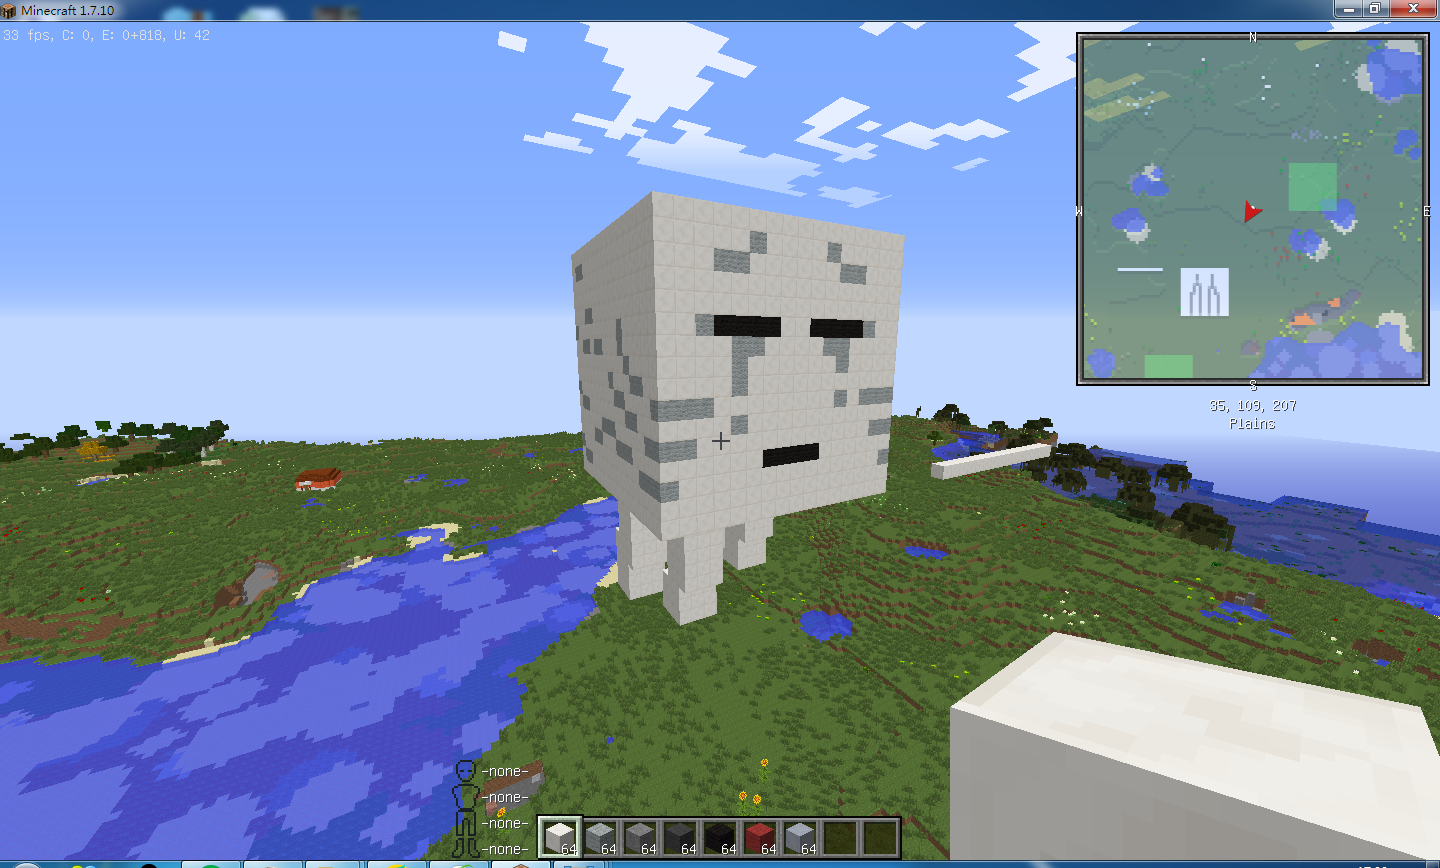 Minecraft 1.7.10
33 fps, C: 0, E: 0+818, U: 42
N
W
E
S
35, 109, 207
Plains
-none-
-none-
-none-
-none-
64 64 64 64 64 64 64